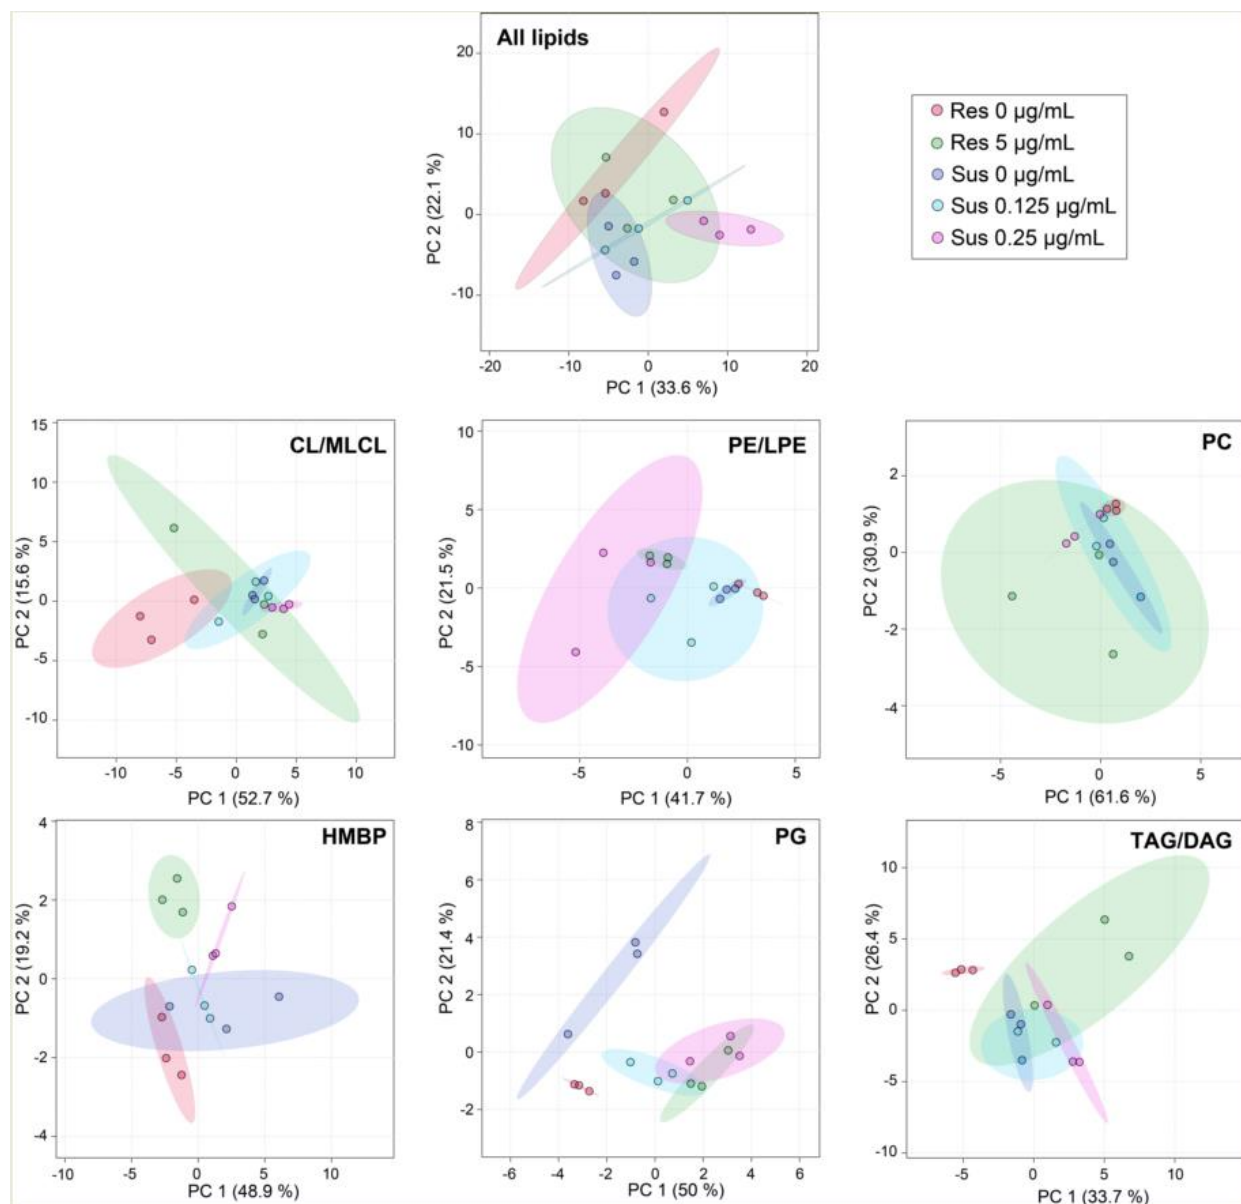 All lipids
20
10
0
-10
-20
-10
0
10
20
PC 2 (22.1 %)
PC 1 (33.6 %)
Res 0 µg/mL
Res 5 µg/mL
Sus 0 µg/mL
Sus 0.125 µg/mL
Sus 0.25 µg/mL
CL/MLCL
15
10
5
0
-5
-10
-10
-5
0
5
10
PC 2 (15.6 %)
PC 1 (52.7 %)
PE/LPE
10
5
0
-5
-10
-5
0
5
PC 2 (21.5 %)
PC 1 (41.7 %)
PC
2
0
-2
-4
-5
0
5
PC 2 (30.9 %)
PC 1 (61.6 %)
HMBP
4
2
0
-2
-4
-10
-5
0
5
10
PC 2 (19.2 %)
PC 1 (48.9 %)
PG
8
6
4
2
0
-2
-6
-4
-2
0
2
4
6
PC 2 (21.4 %)
PC 1 (50 %)
TAG/DAG
10
5
0
-5
-10
-5
0
5
10
PC 2 (26.4 %)
PC 1 (33.7 %)